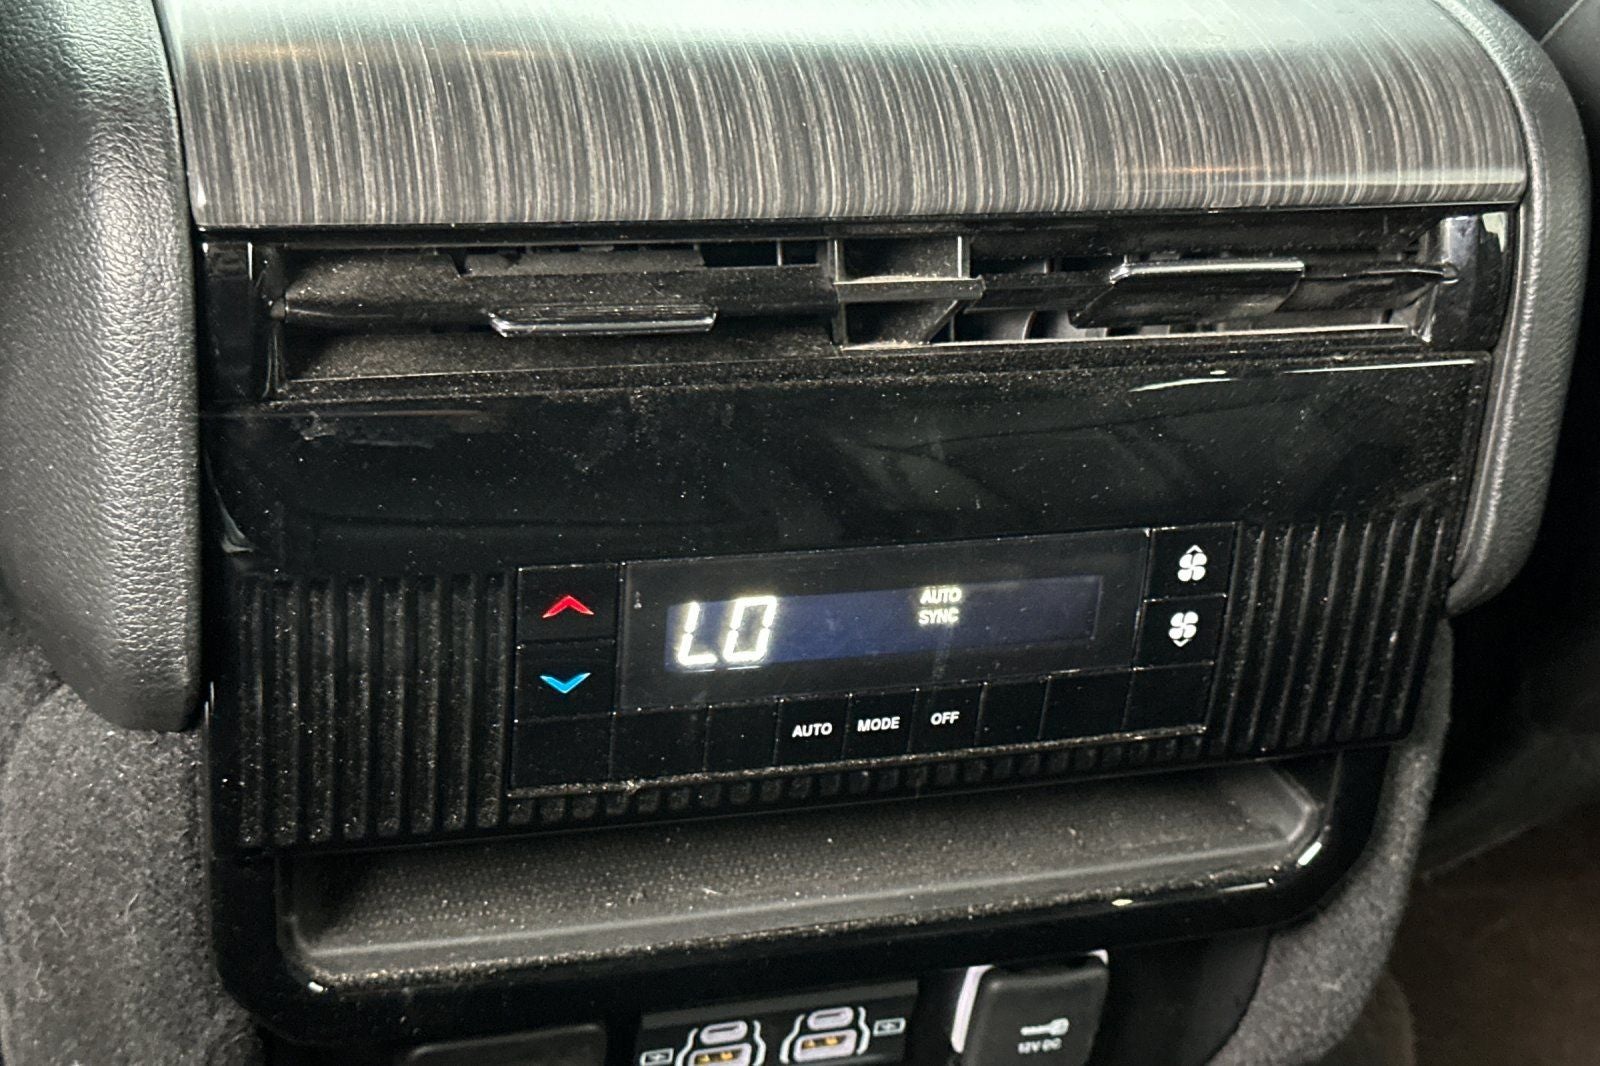 LO
AUTO
SYNC
AUTO MODE OFF
12V DC